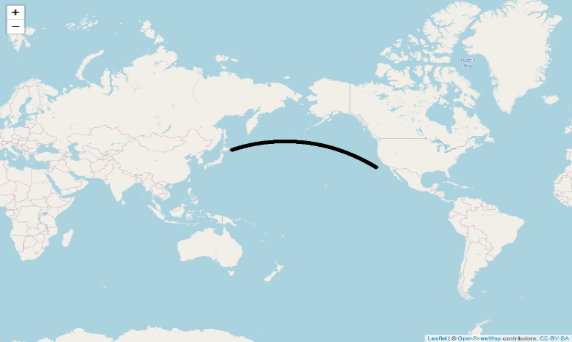 +
−
Leaflet | © OpenStreetMap contributors, CC-BY-SA